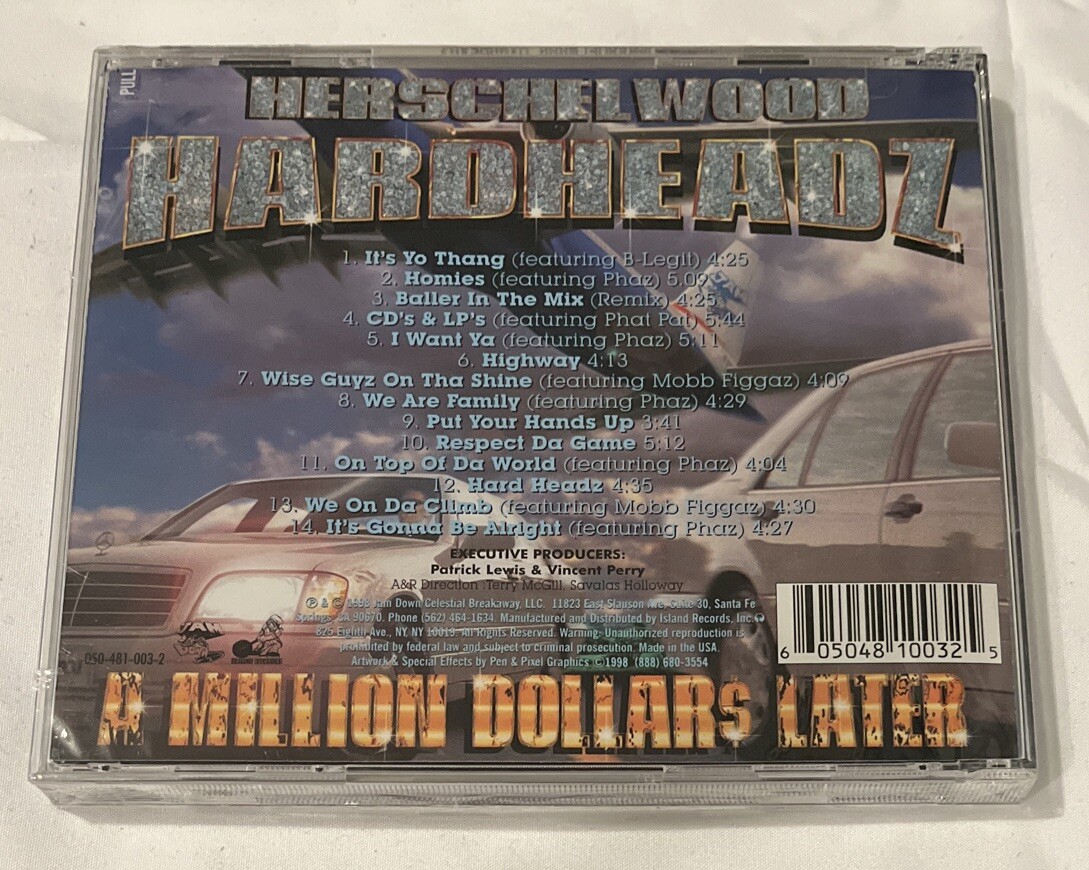 PULL
HERSCHELWOOD
HARDHEADZ
1. It's Yo Thang (featuring B-Legit) 4:25
2. Homies (featuring Phaz) 5.09
3. Baller In The Mix (Remix) 4:25
4. CD's & LP's (featuring Phat Pat) 5:44
5. I Want Ya (featuring Phaz) 5:11
6. Highway 4:13
7. Wise Guyz On Tha Shine (featuring Mobb Figgaz) 4:09
8. We Are Family (featuring Phaz) 4:29
9. Put Your Hands Up 3:41
10. Respect Da Game 5:12
11. On Top Of Da World (featuring Phaz) 4:04
12. Hard Headz 4:35
13. We On Da Climb (featuring Mobb Figgaz) 4:30
14. It's Gonna Be Alright (featuring Phaz) 4:27
EXECUTIVE PRODUCERS:
Patrick Lewis & Vincent Perry
A&R Direction: Terry McGill, Savalas Holloway
℗ & © 1998 Jam Down Celestial Breakaway, LLC. 11823 East Slauson Ave, Suite 30, Santa Fe
Springs, CA 90670. Phone (562) 464-1634. Manufactured and Distributed by Island Records, Inc.
825 Eighth Ave., NY, NY 10019. All Rights Reserved. Warning: Unauthorized reproduction is
prohibited by federal law and subject to criminal prosecution. Made in the USA.
Artwork & Special Effects by Pen & Pixel Graphics ©1998 (888) 680-3554
050-481-003-2
6 05048 10032 5
A MILLION DOLLAR$ LATER